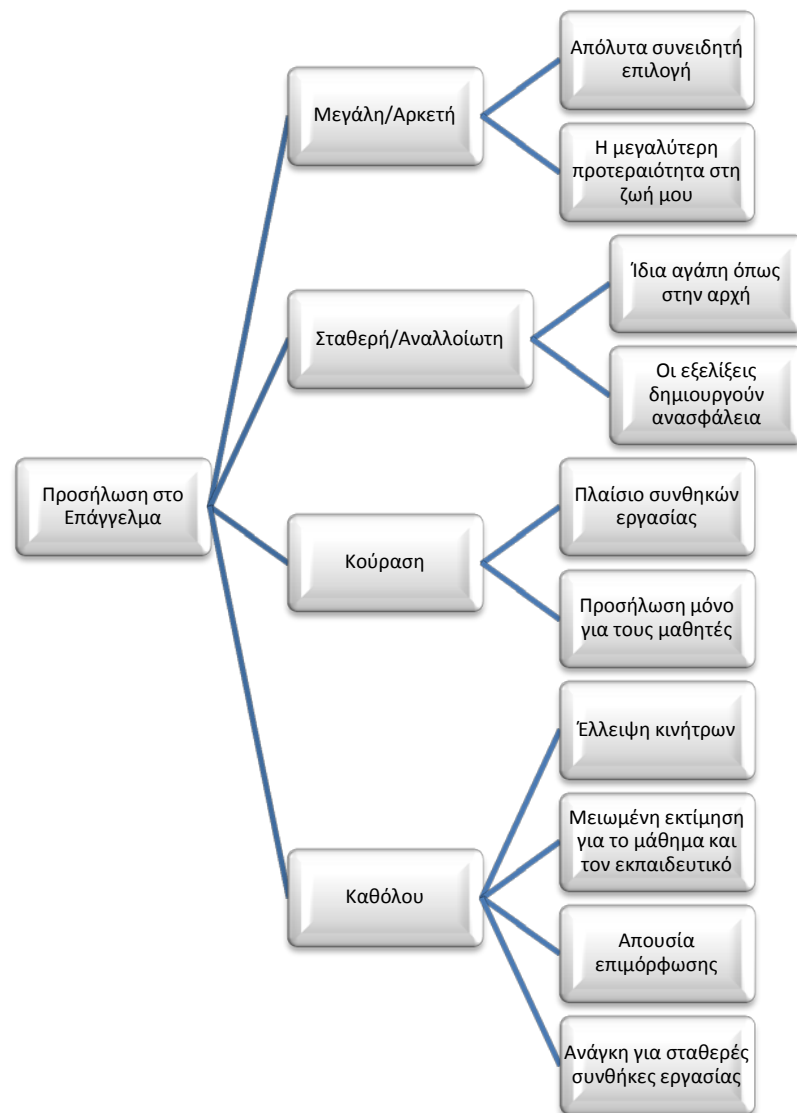 Απόλυτα συνειδητή
επιλογή
Μεγάλη/Αρκετή
Η μεγαλύτερη
προτεραιότητα στη
ζωή μου
Ίδια αγάπη όπως
στην αρχή
Σταθερή/Αναλλοίωτη
Οι εξελίξεις
δημιουργούν
ανασφάλεια
Προσήλωση στο
Επάγγελμα
Πλαίσιο συνθηκών
εργασίας
Κούραση
Προσήλωση μόνο
για τους μαθητές
Έλλειψη κινήτρων
Μειωμένη εκτίμηση
για το μάθημα και
τον εκπαιδευτικό
Καθόλου
Απουσία
επιμόρφωσης
Ανάγκη για σταθερές
συνθήκες εργασίας